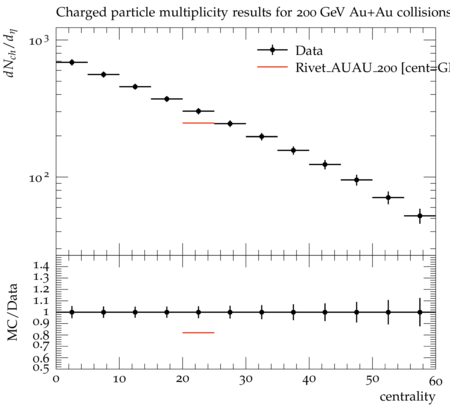 Charged particle multiplicity results for 200 GeV Au+Au collisions
10³
dN_ch/d_η
Data
Rivet_AUAU_200 [cent=G
10²
1.4
1.3
1.2
1.1
1
0.9
0.8
0.7
0.6
0.5
MC/Data
0 10 20 30 40 50 60
centrality